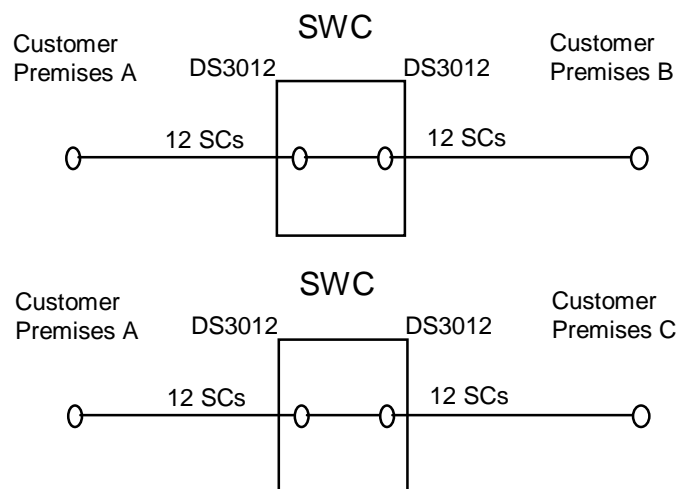 SWC
Customer
Premises A
DS3012
DS3012
Customer
Premises B
12 SCs
12 SCs
SWC
Customer
Premises A
DS3012
DS3012
Customer
Premises C
12 SCs
12 SCs